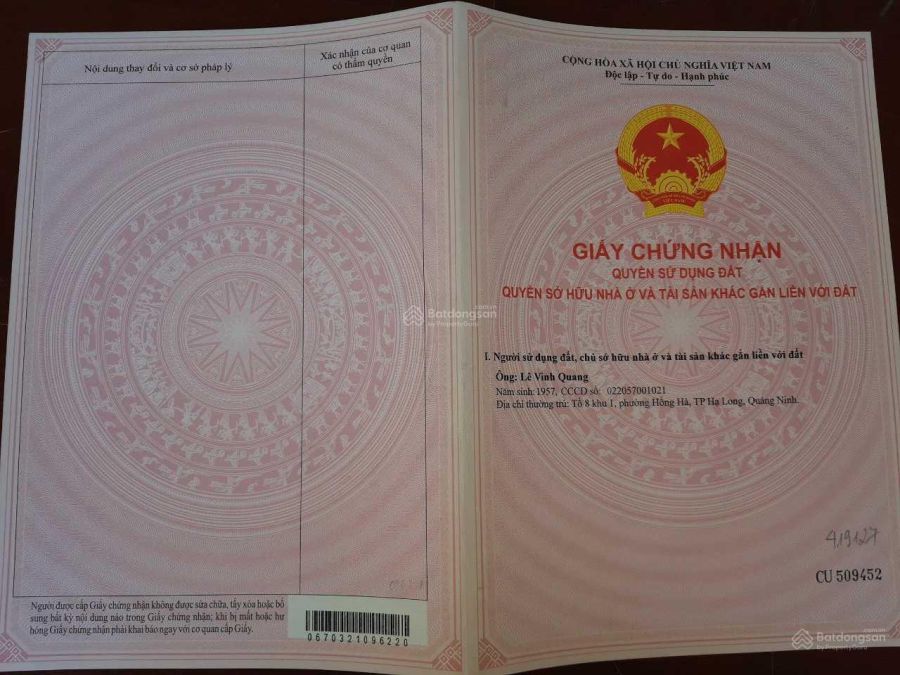 Nội dung thay đổi và cơ sở pháp lý
Xác nhận của cơ quan
có thẩm quyền
Người được cấp Giấy chứng nhận không được sửa chữa, tẩy xóa hoặc bổ
sung bất kỳ nội dung nào trong Giấy chứng nhận; khi bị mất hoặc hư
hỏng Giấy chứng nhận phải khai báo ngay với cơ quan cấp Giấy.
0670321096220
CỘNG HÒA XÃ HỘI CHỦ NGHĨA VIỆT NAM
Độc lập - Tự do - Hạnh phúc
VIỆT NAM
GIẤY CHỨNG NHẬN
QUYỀN SỬ DỤNG ĐẤT
QUYỀN SỞ HỮU NHÀ Ở VÀ TÀI SẢN KHÁC GẮN LIỀN VỚI ĐẤT
Batdongsan
by PropertyGuru
I. Người sử dụng đất, chủ sở hữu nhà ở và tài sản khác gắn liền với đất
Ông: Lê Vinh Quang
Năm sinh: 1957, CCCD số: 022057001021
Địa chỉ thường trú: Tổ 8 khu 1, phường Hồng Hà, TP Hạ Long, Quảng Ninh.
419127
CU 509452
Batdongsan
by PropertyGuru